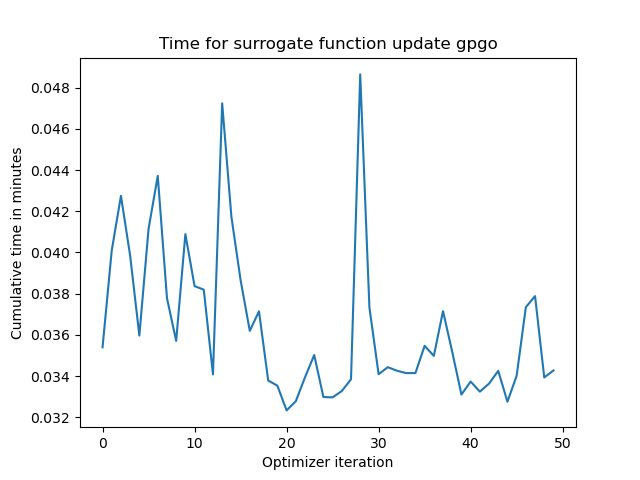 Time for surrogate function update gpgo
Cumulative time in minutes
0.048
0.046
0.044
0.042
0.040
0.038
0.036
0.034
0.032
0 10 20 30 40 50
Optimizer iteration